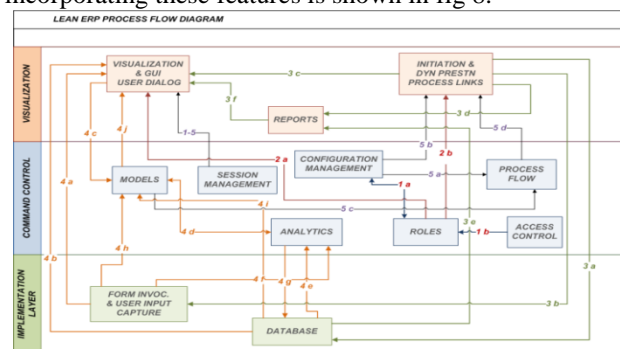 incorporating these features is shown in fig 8.
LEAN ERP PROCESS FLOW DIAGRAM
VISUALIZATION
VISUALIZATION
& GUI
USER DIALOG
INITIATION &
DYN PRESTN
PROCESS LINKS
3 c
3 f
3 d
REPORTS
4 c
4 j
1-5
5 b
2 b
5 d
COMMAND CONTROL
4 a
2 a
CONFIGURATION
MANAGEMENT
MODELS
SESSION
MANAGEMENT
5 a
PROCESS
FLOW
1 a
4 i
5 c
3 e
4 d
ANALYTICS
ROLES
1 b
ACCESS
CONTROL
4 h
4 b
4 f
4 g
4 e
3 a
IMPLEMENTATION
LAYER
FORM INVOC.
& USER INPUT
CAPTURE
3 b
DATABASE